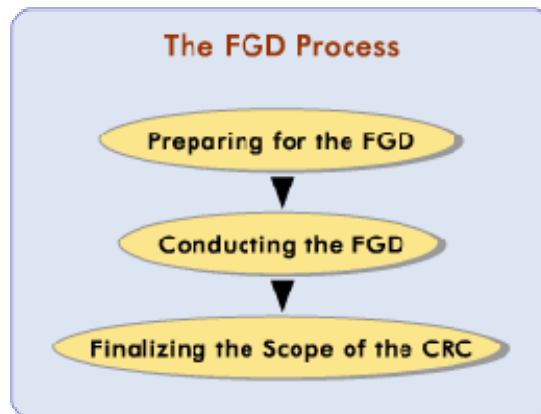 The FGD Process
Preparing for the FGD
Conducting the FGD
Finalizing the Scope of the CRC